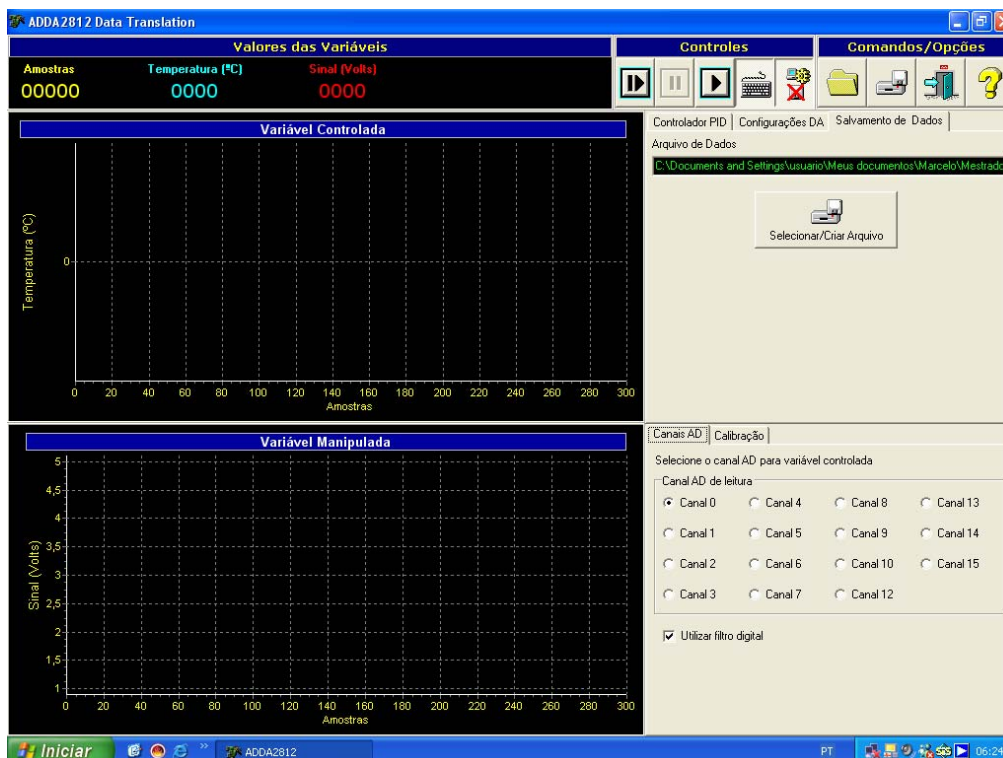 ADDA2812 Data Translation
Valores das Variáveis
Controles
Comandos/Opções
Amostras
Temperatura (ºC)
Sinal (Volts)
00000
0000
0000
Variável Controlada
Temperatura (ºC)
0
0 20 40 60 80 100 120 140 160 180 200 220 240 260 280 300
Amostras
Controlador PID
Configurações DA
Salvamento de Dados
Arquivo de Dados
C:\Documents and Settings\usuario\Meus documentos\Marcelo\Mestrado
Selecionar/Criar Arquivo
Variável Manipulada
Sinal (Volts)
5
4,5
4
3,5
3
2,5
2
1,5
1
0 20 40 60 80 100 120 140 160 180 200 220 240 260 280 300
Amostras
Canais AD
Calibração
Selecione o canal AD para variável controlada
Canal AD de leitura
Canal 0 Canal 4 Canal 8 Canal 13
Canal 1 Canal 5 Canal 9 Canal 14
Canal 2 Canal 6 Canal 10 Canal 15
Canal 3 Canal 7 Canal 12
Utilizar filtro digital
Iniciar
ADDA2812
PT
SiS
06:24